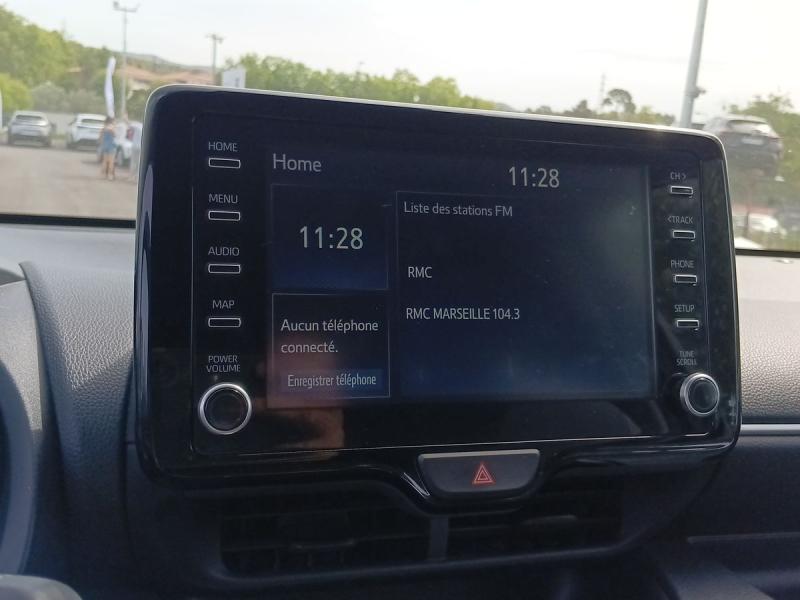 HOME
MENU
AUDIO
MAP
POWER
VOLUME
Home
11:28
11:28
Liste des stations FM
RMC
RMC MARSEILLE 104.3
Aucun téléphone
connecté.
Enregistrer téléphone
CH >
< TRACK
PHONE
SETUP
TUNE
SCROLL